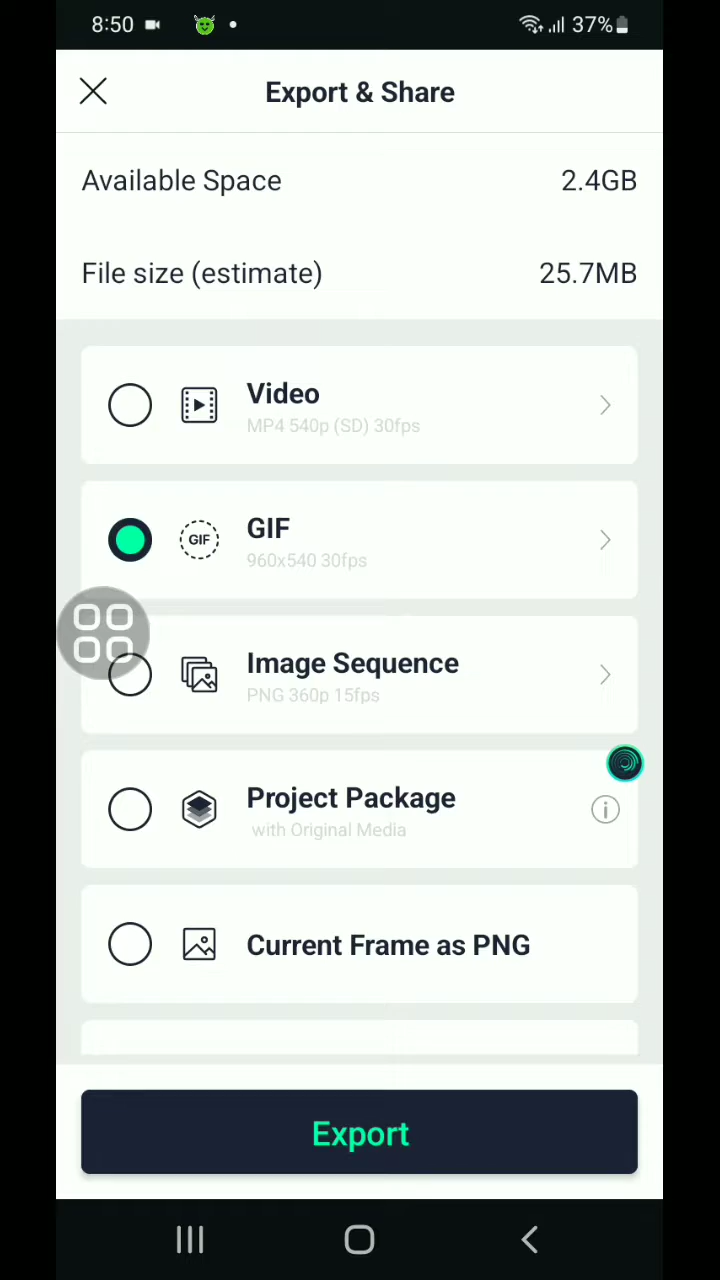 8:50
37%
Export & Share
Available Space 2.4GB
File size (estimate) 25.7MB
Video
MP4 540p (SD) 30fps
GIF
GIF
960x540 30fps
Image Sequence
PNG 360p 15fps
Project Package
with Original Media
Current Frame as PNG
Export